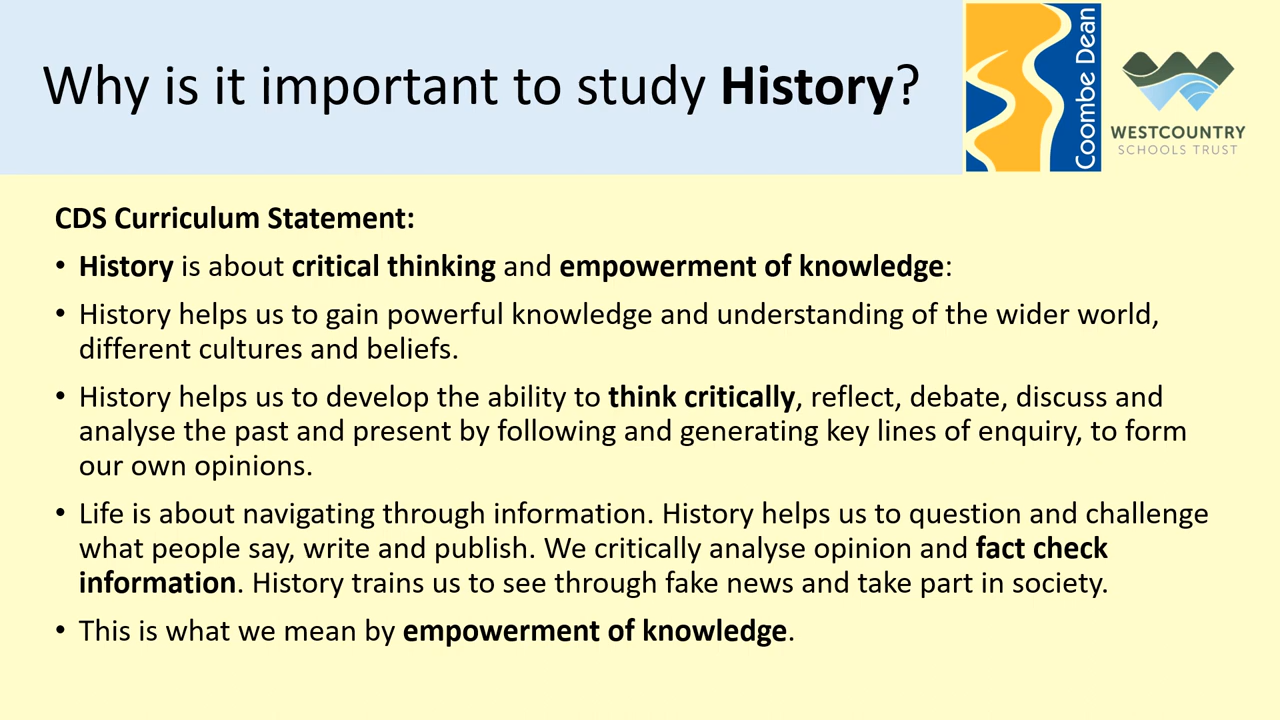 Why is it important to study History?
Coombe Dean
WESTCOUNTRY
SCHOOLS TRUST
CDS Curriculum Statement:
• History is about critical thinking and empowerment of knowledge:
• History helps us to gain powerful knowledge and understanding of the wider world,
different cultures and beliefs.
• History helps us to develop the ability to think critically, reflect, debate, discuss and
analyse the past and present by following and generating key lines of enquiry, to form
our own opinions.
• Life is about navigating through information. History helps us to question and challenge
what people say, write and publish. We critically analyse opinion and fact check
information. History trains us to see through fake news and take part in society.
• This is what we mean by empowerment of knowledge.